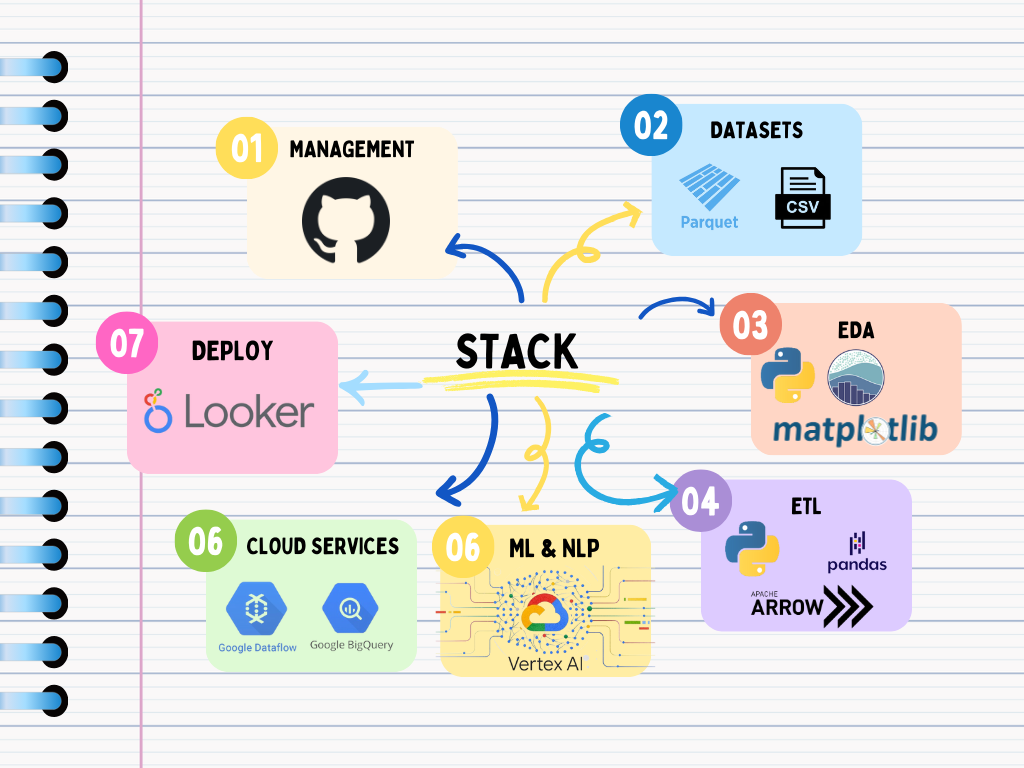 STACK
01
MANAGEMENT
02
DATASETS
Parquet
CSV
03
EDA
matplotlib
04
ETL
pandas
APACHE
ARROW
06
ML & NLP
Vertex AI
06
CLOUD SERVICES
Google Dataflow
Google BigQuery
07
DEPLOY
Looker